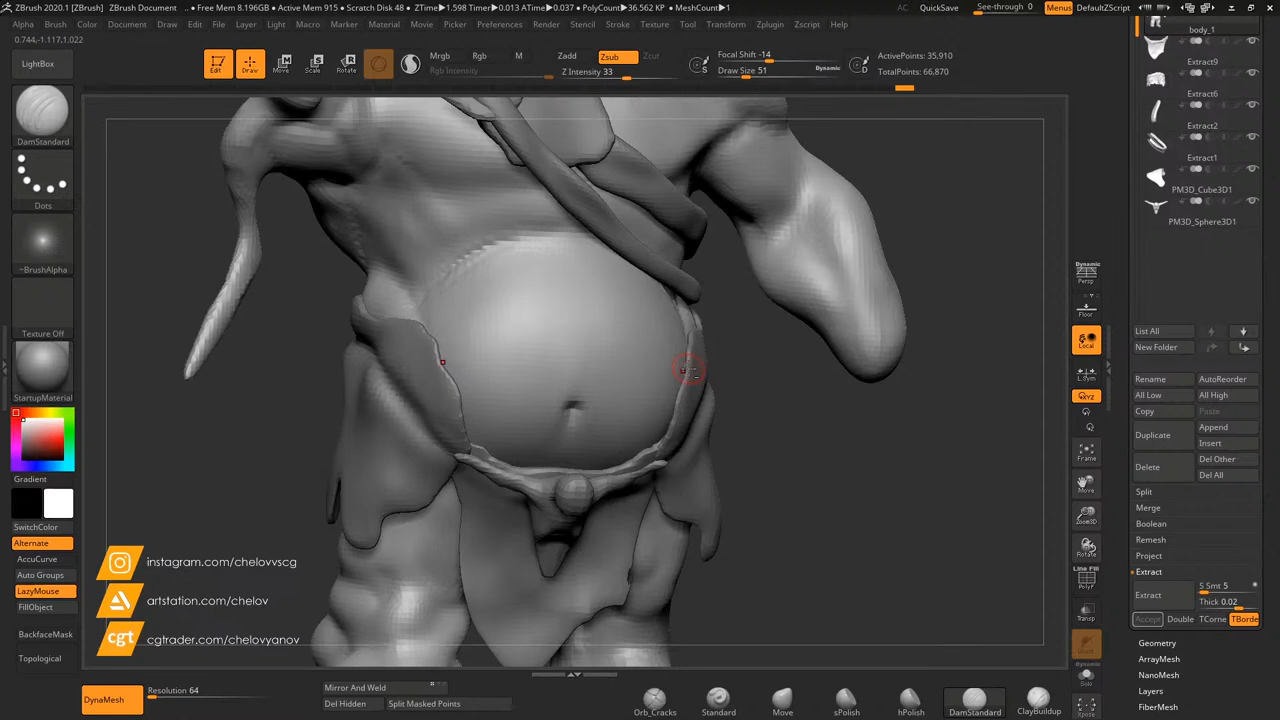 ZBrush 2020.1 [ZBrush] ZBrush Document • Free Mem 8.196GB • Active Mem 915 • Scratch Disk 48 • ZTime▸1.598 Timer▸0.013 ATime▸0.037 • PolyCount▸36.562 KP • MeshCount▸1 AC QuickSave See-through 0 Menus DefaultZScript
Alpha Brush Color Document Draw Edit File Layer Light Macro Marker Material Movie Picker Preferences Render Stencil Stroke Texture Tool Transform Zplugin Zscript Help
0.744,-1.117,1.022
LightBox
Edit
Draw
Move
Scale
Rotate
Mrgb
Rgb
M
Rgb Intensity
Zadd
Zsub
Zcut
Z Intensity 33
S
Focal Shift -14
Draw Size 51
Dynamic
D
ActivePoints: 35,910
TotalPoints: 66,870
DamStandard
Dots
~BrushAlpha
Texture Off
StartupMaterial
Gradient
SwitchColor
Alternate
AccuCurve
Auto Groups
LazyMouse
FillObject
BackfaceMask
Topological
instagram.com/chelovvscg
artstation.com/chelov
cgt cgtrader.com/chelovyanov
DynaMesh
Resolution 64
Mirror And Weld
Del Hidden
Split Masked Points
Orb_Cracks
Standard
Move
sPolish
hPolish
DamStandard
ClayBuildup
Dynamic
Persp
Floor
Local
L.Sym
XYZ
Frame
Move
Zoom3D
Rotate
Line Fill
PolyF
Transp
Dynamic
Solo
Xpose
body_1
Extract9
Extract6
Extract2
Extract1
PM3D_Cube3D1
PM3D_Sphere3D1
List All
New Folder
Rename
AutoReorder
All Low
All High
Copy
Paste
Duplicate
Append
Insert
Delete
Del Other
Del All
Split
Merge
Boolean
Remesh
Project
Extract
Extract
S Smt 5
Thick 0.02
Accept
Double
TCorne
TBorde
Geometry
ArrayMesh
NanoMesh
Layers
FiberMesh